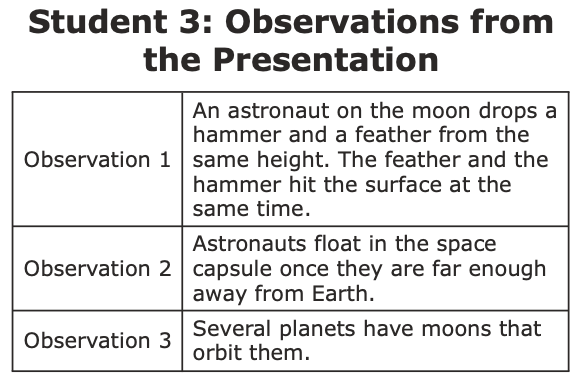 Student 3: Observations from
the Presentation
Observation 1
An astronaut on the moon drops a
hammer and a feather from the
same height. The feather and the
hammer hit the surface at the
same time.
Observation 2
Astronauts float in the space
capsule once they are far enough
away from Earth.
Observation 3
Several planets have moons that
orbit them.